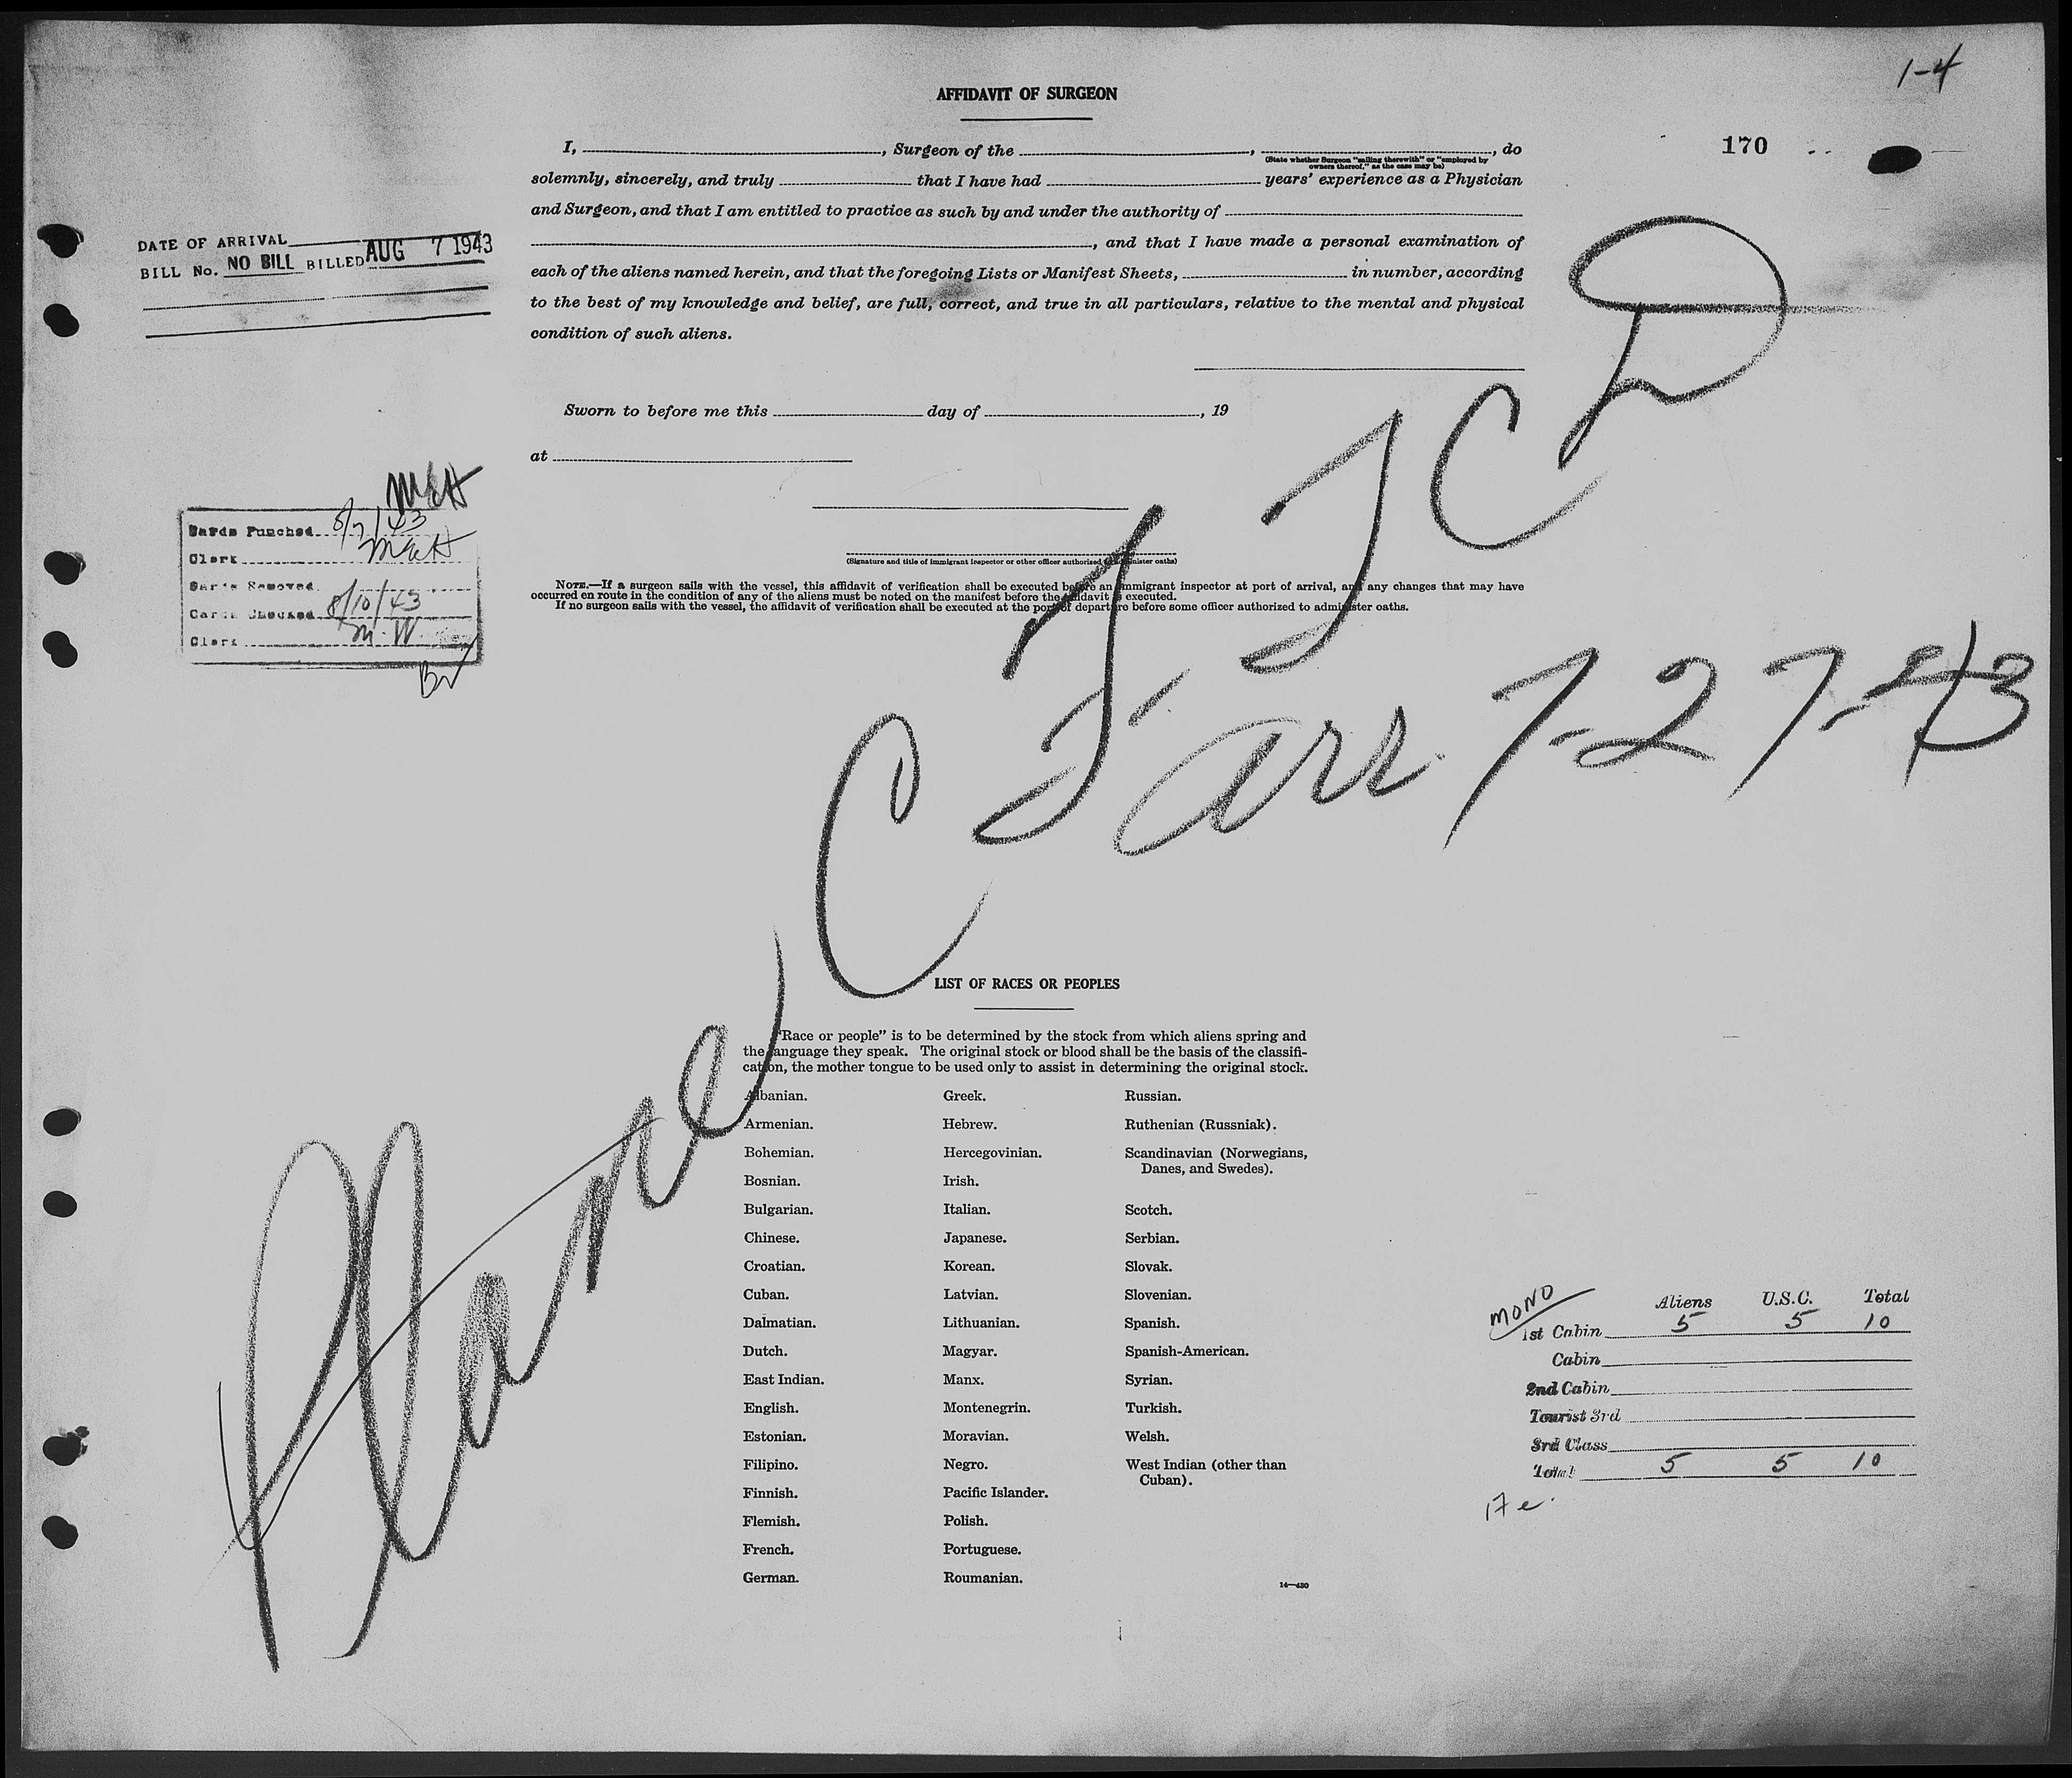 1-4
AFFIDAVIT OF SURGEON
170
I, , Surgeon of the , , do
(State whether Surgeon "sailing therewith" or "employed by
owners thereof," as the case may be)
solemnly, sincerely, and truly that I have had years' experience as a Physician
and Surgeon, and that I am entitled to practice as such by and under the authority of
, and that I have made a personal examination of
each of the aliens named herein, and that the foregoing Lists or Manifest Sheets, in number, according
to the best of my knowledge and belief, are full, correct, and true in all particulars, relative to the mental and physical
condition of such aliens.
DATE OF ARRIVAL
BILL No. NO BILL BILLED AUG 7 1943
Sworn to before me this day of , 19
at
(Signature and title of immigrant inspector or other officer authorized to administer oaths)
NOTE.—If a surgeon sails with the vessel, this affidavit of verification shall be executed before an immigrant inspector at port of arrival, and any changes that may have
occurred en route in the condition of any of the aliens must be noted on the manifest before the affidavit is executed.
If no surgeon sails with the vessel, the affidavit of verification shall be executed at the port of departure before some officer authorized to administer oaths.
McH
Cards Punched 8/7/43
Clerk McH
Cards Removed
Cards Checked 8/10/43
Clerk M.W.
Plane,
arr. 7-27-43
LIST OF RACES OR PEOPLES
"Race or people" is to be determined by the stock from which aliens spring and
the language they speak. The original stock or blood shall be the basis of the classifi-
cation, the mother tongue to be used only to assist in determining the original stock.
Albanian. Greek. Russian.
Armenian. Hebrew. Ruthenian (Russniak).
Bohemian. Hercegovinian. Scandinavian (Norwegians,
Danes, and Swedes).
Bosnian. Irish.
Bulgarian. Italian. Scotch.
Chinese. Japanese. Serbian.
Croatian. Korean. Slovak.
Cuban. Latvian. Slovenian.
Dalmatian. Lithuanian. Spanish.
Dutch. Magyar. Spanish-American.
East Indian. Manx. Syrian.
English. Montenegrin. Turkish.
Estonian. Moravian. Welsh.
Filipino. Negro. West Indian (other than
Cuban).
Finnish. Pacific Islander.
Flemish. Polish.
French. Portuguese.
German. Roumanian.
14—430
MONO
Aliens U.S.C. Total
1st Cabin 5 5 10
Cabin
2nd Cabin
Tourist 3rd
3rd Class
Total 5 5 10
17 e.